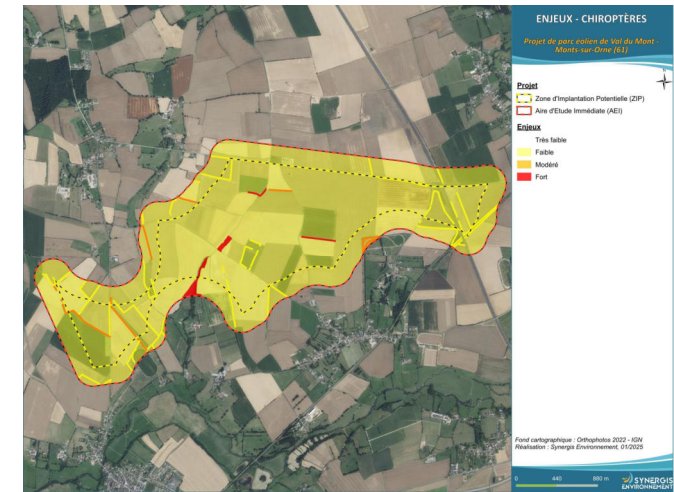 ENJEUX - CHIROPTÈRES
Projet de parc éolien de Val du Mont -
Monts-sur-Orne (61)
N
Projet
Zone d'Implantation Potentielle (ZIP)
Aire d'Etude Immédiate (AEI)
Enjeux
Très faible
Faible
Modéré
Fort
Fond cartographique : Orthophotos 2022 - IGN
Réalisation : Synergis Environnement, 01/2025
0 440 880 m
SYNERGIS
ENVIRONNEMENT